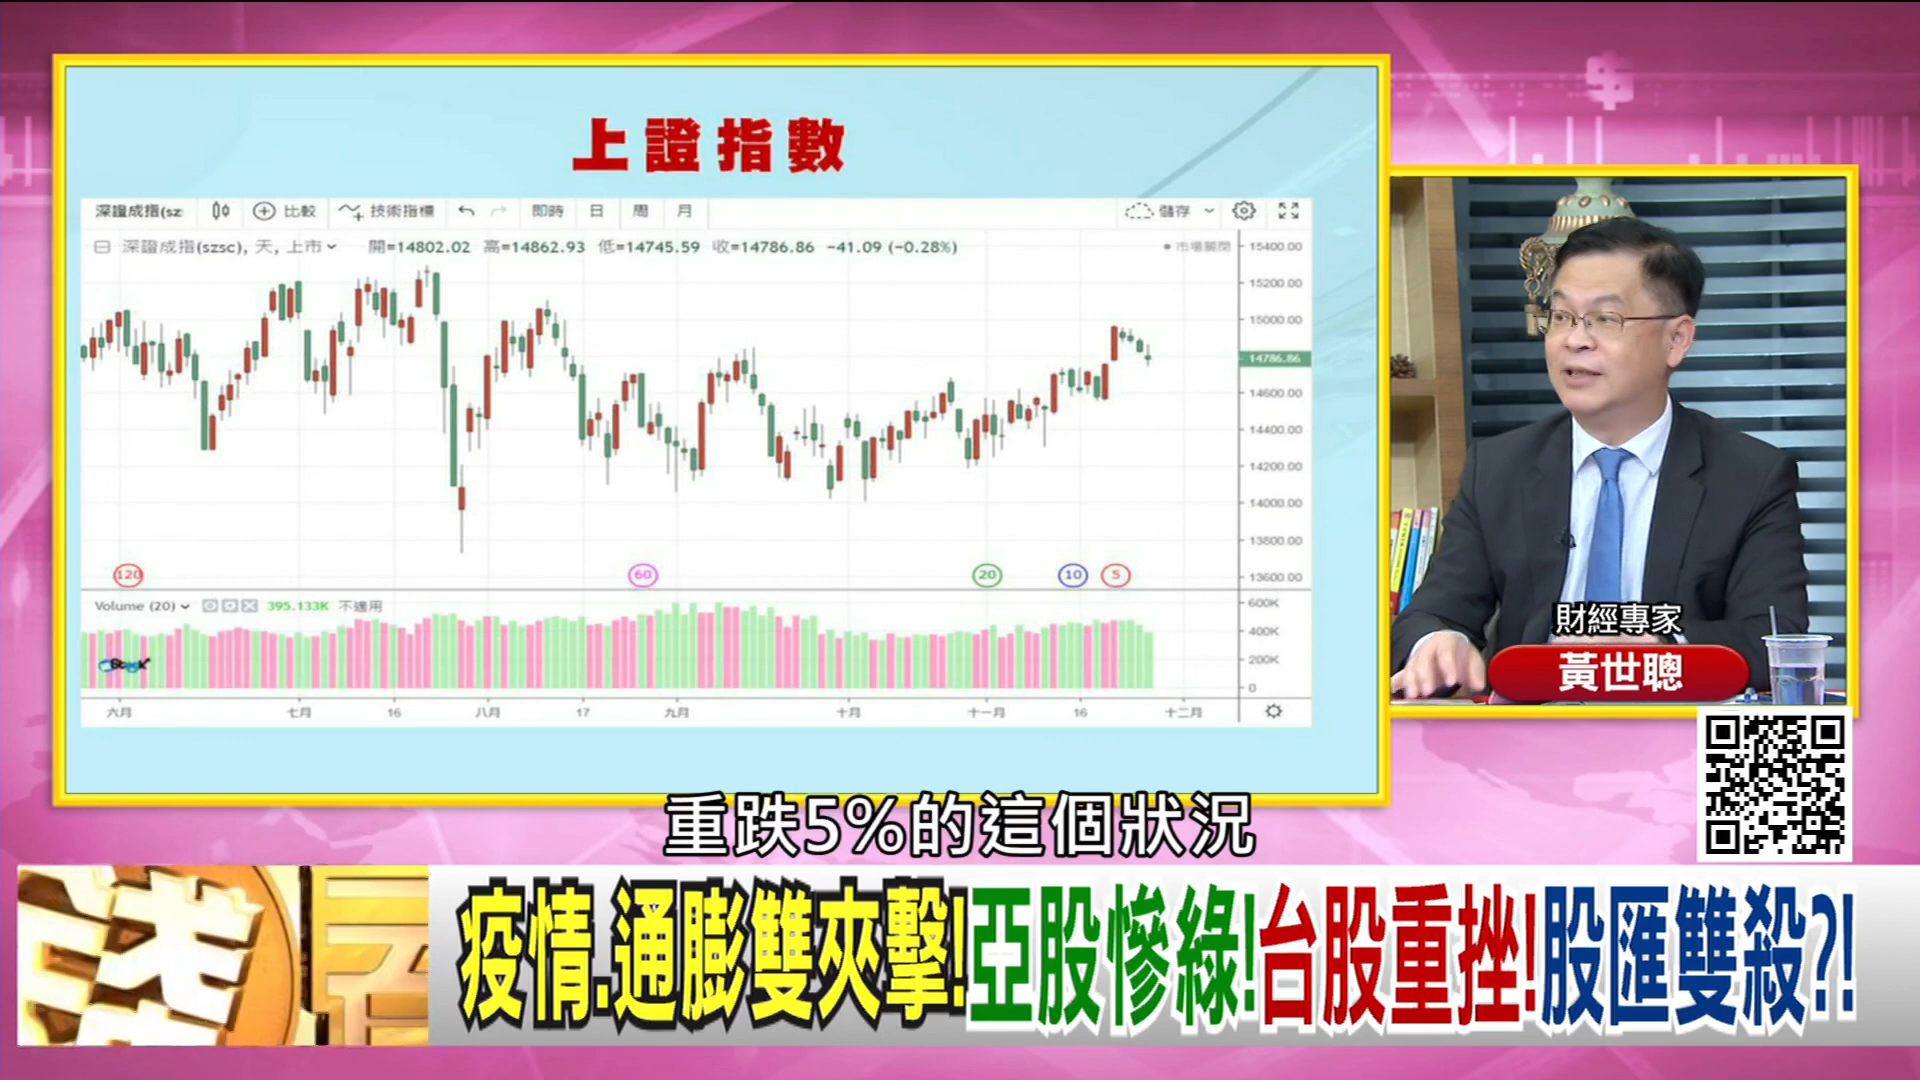 上證指數
深證成指(sz
比較
技術指標
即時
日
周
月
儲存
深證成指(szsc), 天, 上市
開=14802.02 高=14862.93 低=14745.59 收=14786.86 -41.09 (-0.28%)
市場關閉
15400.00
15200.00
15000.00
14786.86
14600.00
14400.00
14200.00
14000.00
13800.00
13600.00
120
60
20
10
5
Volume (20) 395.133K 不適用
600K
400K
200K
0
六月 七月 16 八月 17 九月 十月 十一月 16 十二月
財經專家
黃世聰
重跌5%的這個狀況
錢
疫情.通膨雙夾擊!亞股慘綠!台股重挫!股匯雙殺?!